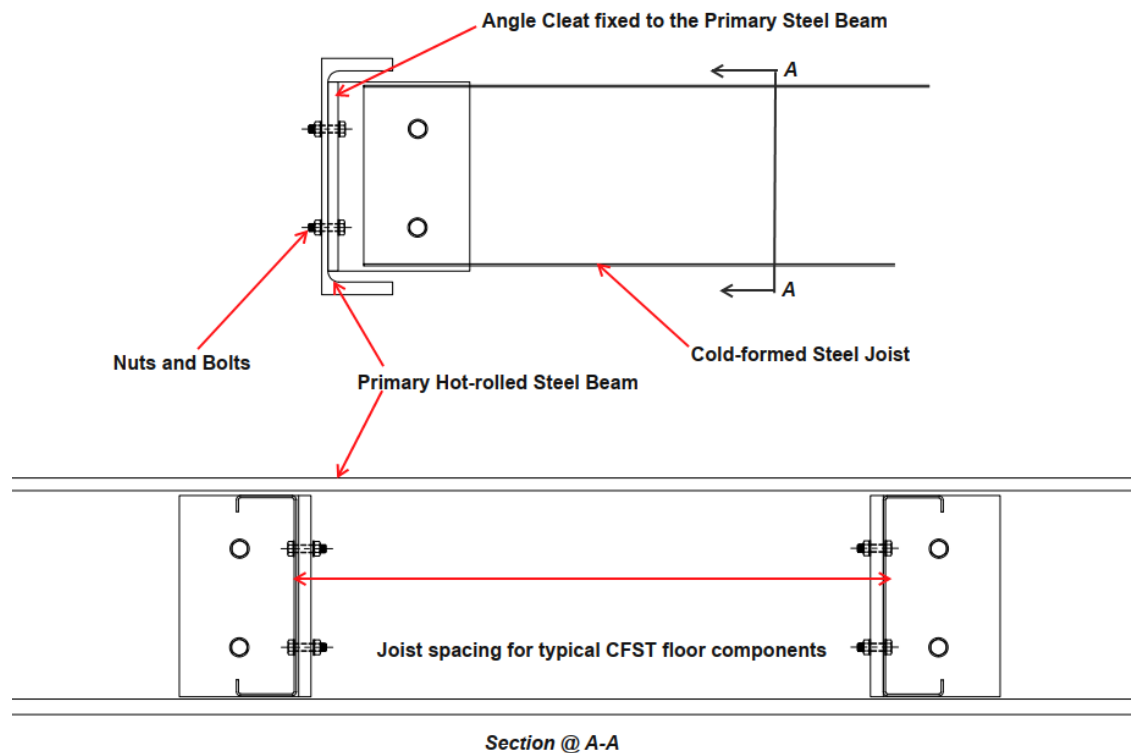 Angle Cleat fixed to the Primary Steel Beam
A
A
Cold-formed Steel Joist
Nuts and Bolts
Primary Hot-rolled Steel Beam
Joist spacing for typical CFST floor components
Section @ A-A